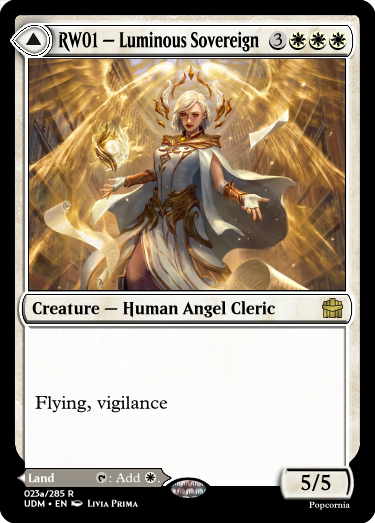 RW01 — Luminous Sovereign 3
Creature — Human Angel Cleric
Flying, vigilance
Land : Add .
5/5
023a/285 R
UDM • EN Livia Prima
Popcornia